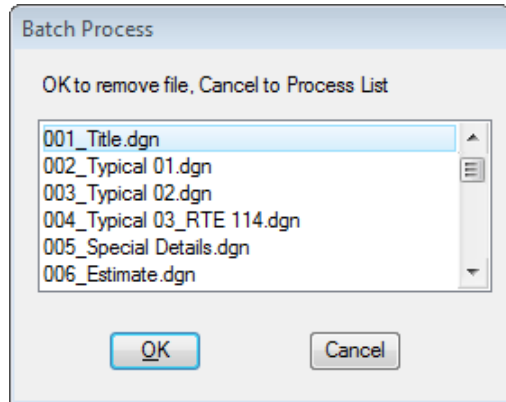 Batch Process
OK to remove file, Cancel to Process List
001_Title.dgn
002_Typical 01.dgn
003_Typical 02.dgn
004_Typical 03_RTE 114.dgn
005_Special Details.dgn
006_Estimate.dgn
OK
Cancel